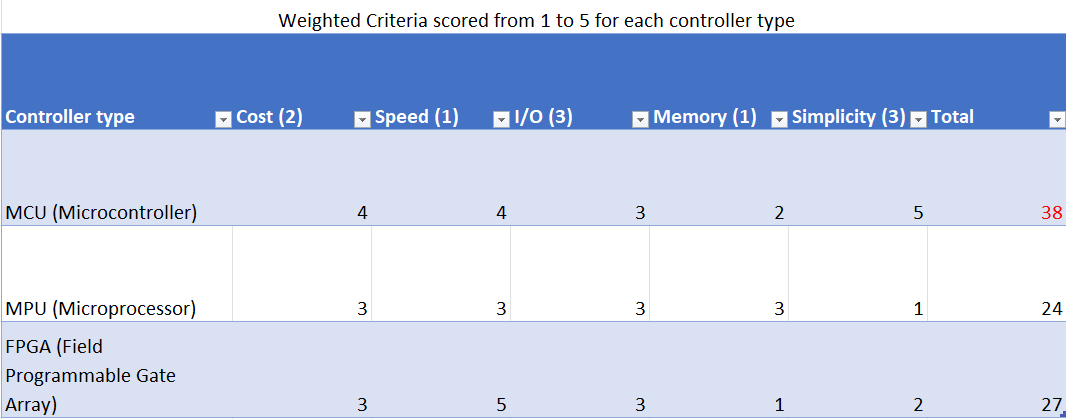 Weighted Criteria scored from 1 to 5 for each controller type
Controller type Cost (2) Speed (1) I/O (3) Memory (1) Simplicity (3) Total
MCU (Microcontroller) 4 4 3 2 5 38
MPU (Microprocessor) 3 3 3 3 1 24
FPGA (Field
Programmable Gate
Array) 3 5 3 1 2 27